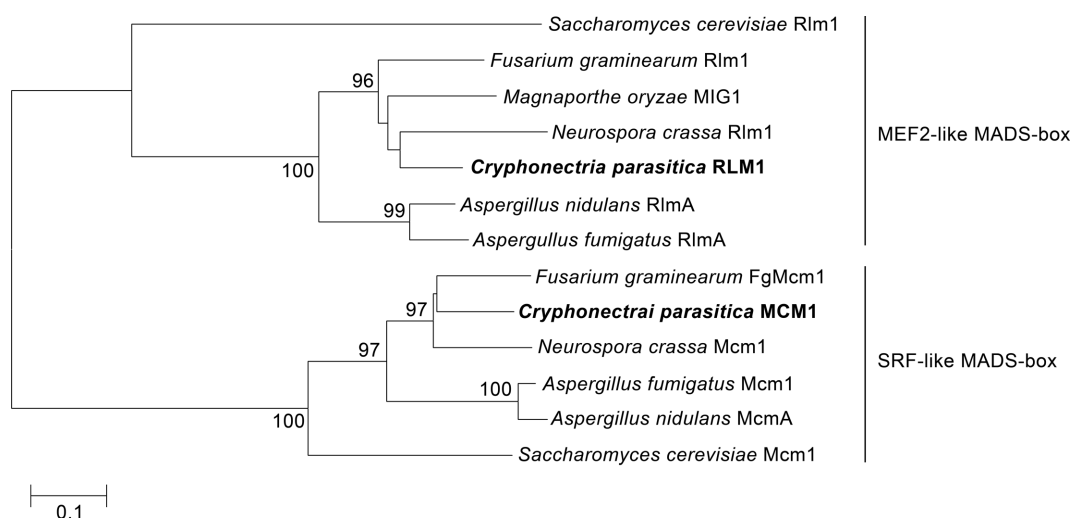 Saccharomyces cerevisiae Rlm1
Fusarium graminearum Rlm1
96
Magnaporthe oryzae MIG1
Neurospora crassa Rlm1
MEF2-like MADS-box
100
Cryphonectria parasitica RLM1
Aspergillus nidulans RlmA
99
Aspergullus fumigatus RlmA
Fusarium graminearum FgMcm1
97
Cryphonectrai parasitica MCM1
97
Neurospora crassa Mcm1
SRF-like MADS-box
100
Aspergillus fumigatus Mcm1
Aspergillus nidulans McmA
100
Saccharomyces cerevisiae Mcm1
0.1